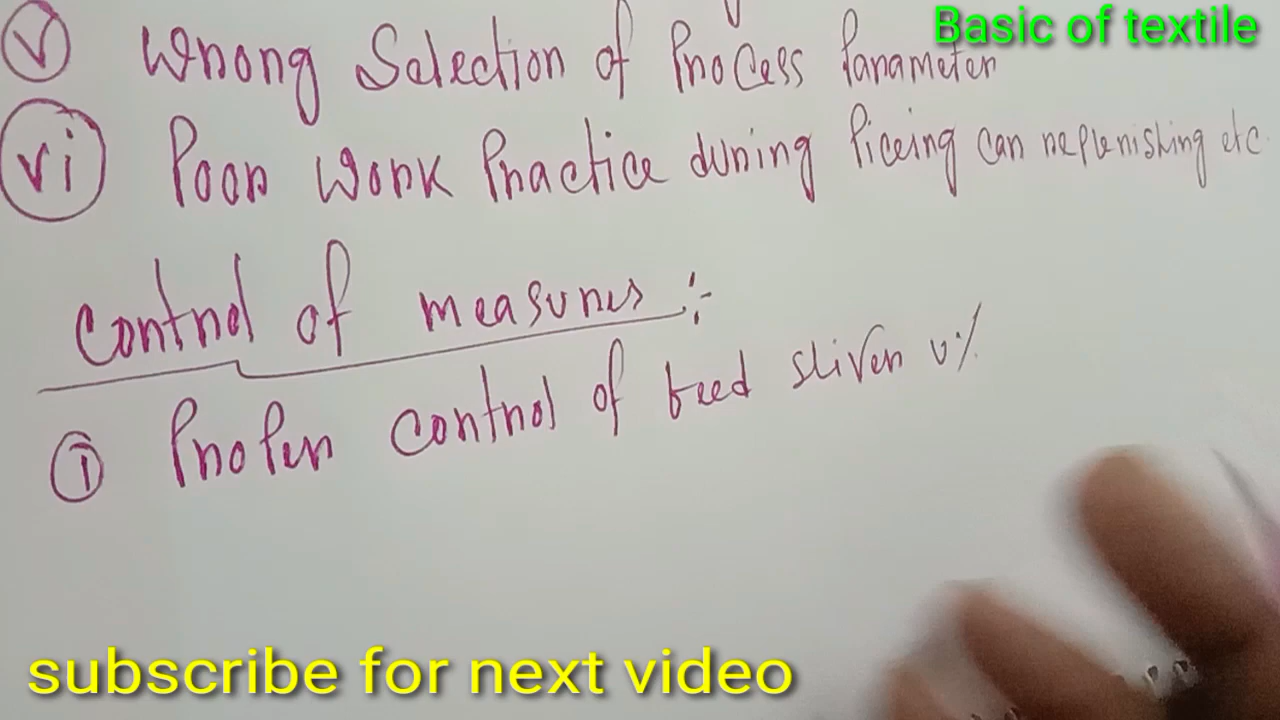 Basic of textile
v Wrong Selection of Process Parameter
vi Poor Work Practice during Piceing can replenishing etc.
Control of measures :-
i Proper control of feed sliver v%
subscribe for next video